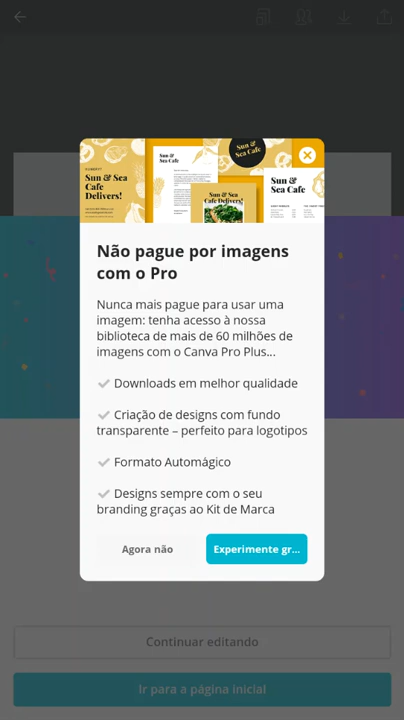 Sun &
Sea Cafe
Sun &
Sea Cafe
Delivers!
Sun &
Sea Cafe
Sun & Sea
Cafe Delivers!
Sun &
Sea Cafe
Não pague por imagens
com o Pro
Nunca mais pague para usar uma
imagem: tenha acesso à nossa
biblioteca de mais de 60 milhões de
imagens com o Canva Pro Plus...
Downloads em melhor qualidade
Criação de designs com fundo
transparente – perfeito para logotipos
Formato Automágico
Designs sempre com o seu
branding graças ao Kit de Marca
Agora não
Experimente gr...
Continuar editando
Ir para a página inicial